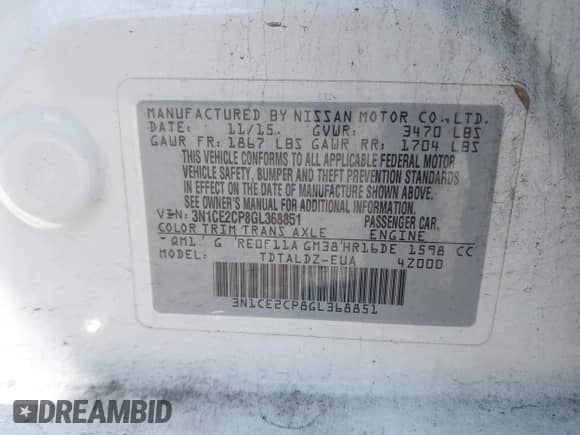 MANUFACTURED BY NISSAN MOTOR CO., LTD.
DATE: 11/15. GVWR: 3470 LBS
GAWR FR: 1867 LBS GAWR RR: 1704 LBS
THIS VEHICLE CONFORMS TO ALL APPLICABLE FEDERAL MOTOR
VEHICLE SAFETY, BUMPER AND THEFT PREVENTION STANDARDS
IN EFFECT ON THE DATE OF MANUFACTURE SHOWN ABOVE.
SEE OWNER'S MANUAL FOR ADDITIONAL INFORMATION.
VIN: 3N1CE2CP8GL368851 PASSENGER CAR.
COLOR TRIM TRANS AXLE ENGINE
QM1 G RE0F11A GM38 HR16DE 1598 CC
MODEL: TDTALDZ-EUA 4Z000
3N1CE2CP8GL368851
DREAMBID